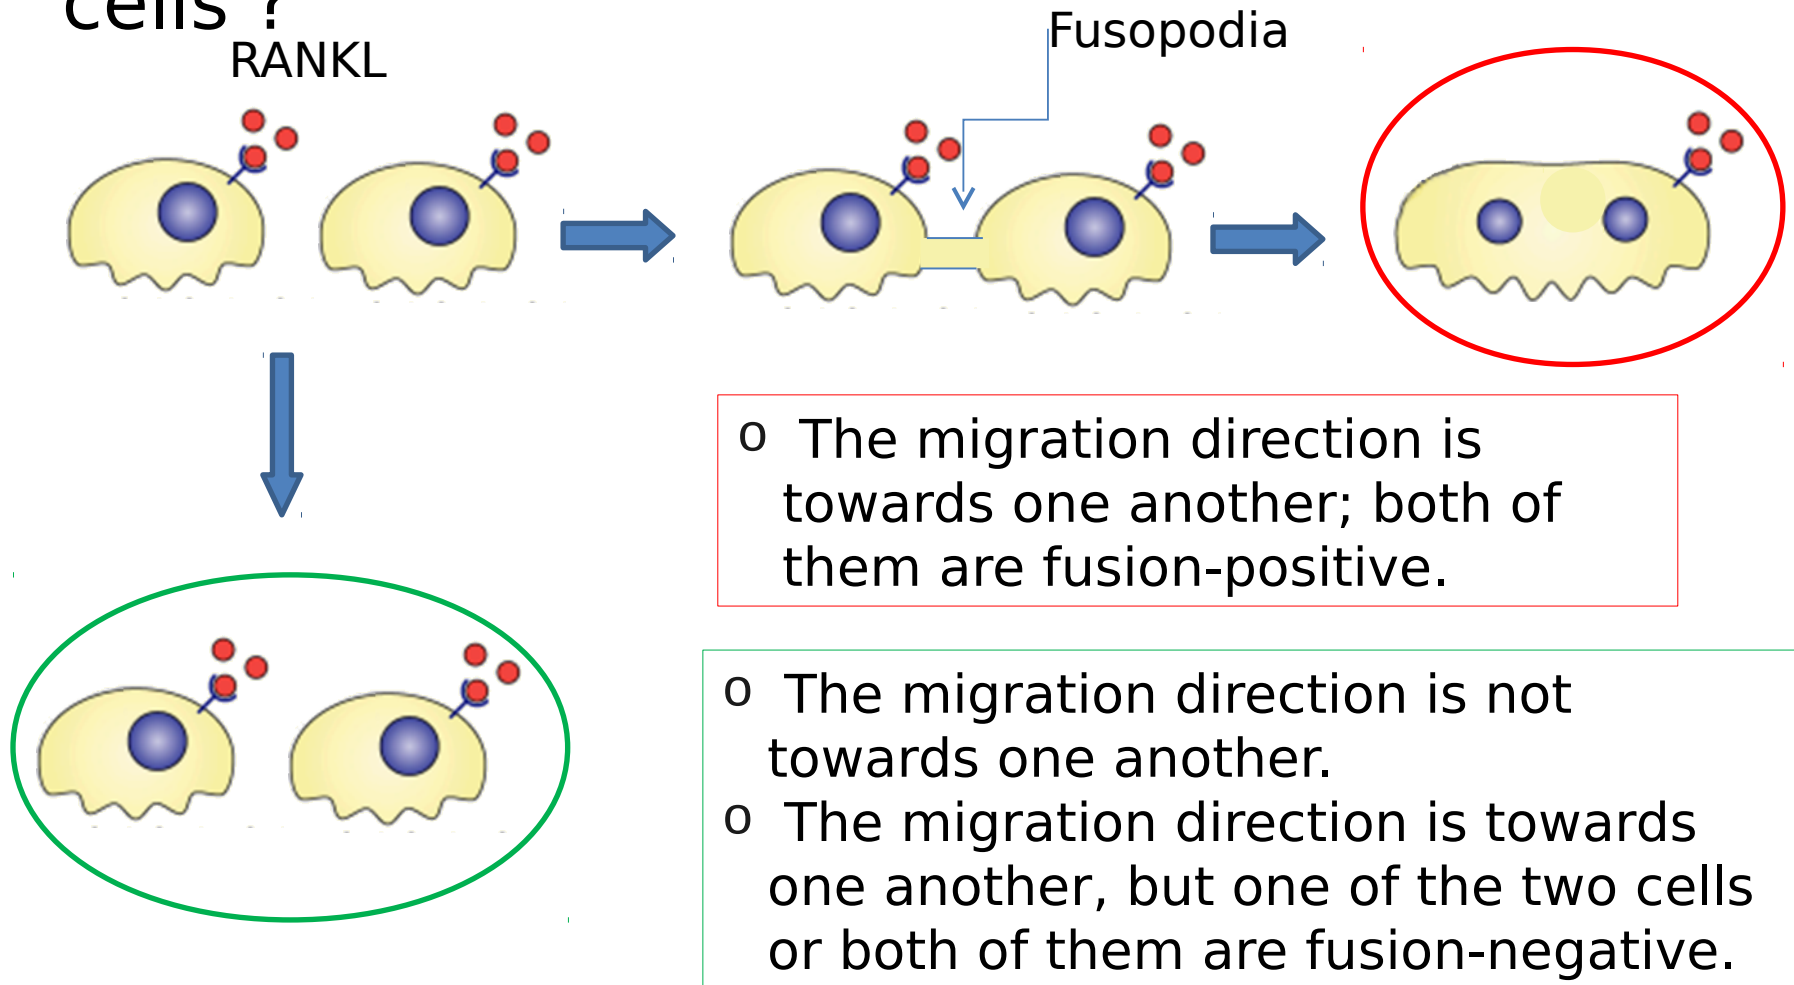 cells ?
RANKL
Fusopodia
o The migration direction is
towards one another; both of
them are fusion-positive.
o The migration direction is not
towards one another.
o The migration direction is towards
one another, but one of the two cells
or both of them are fusion-negative.